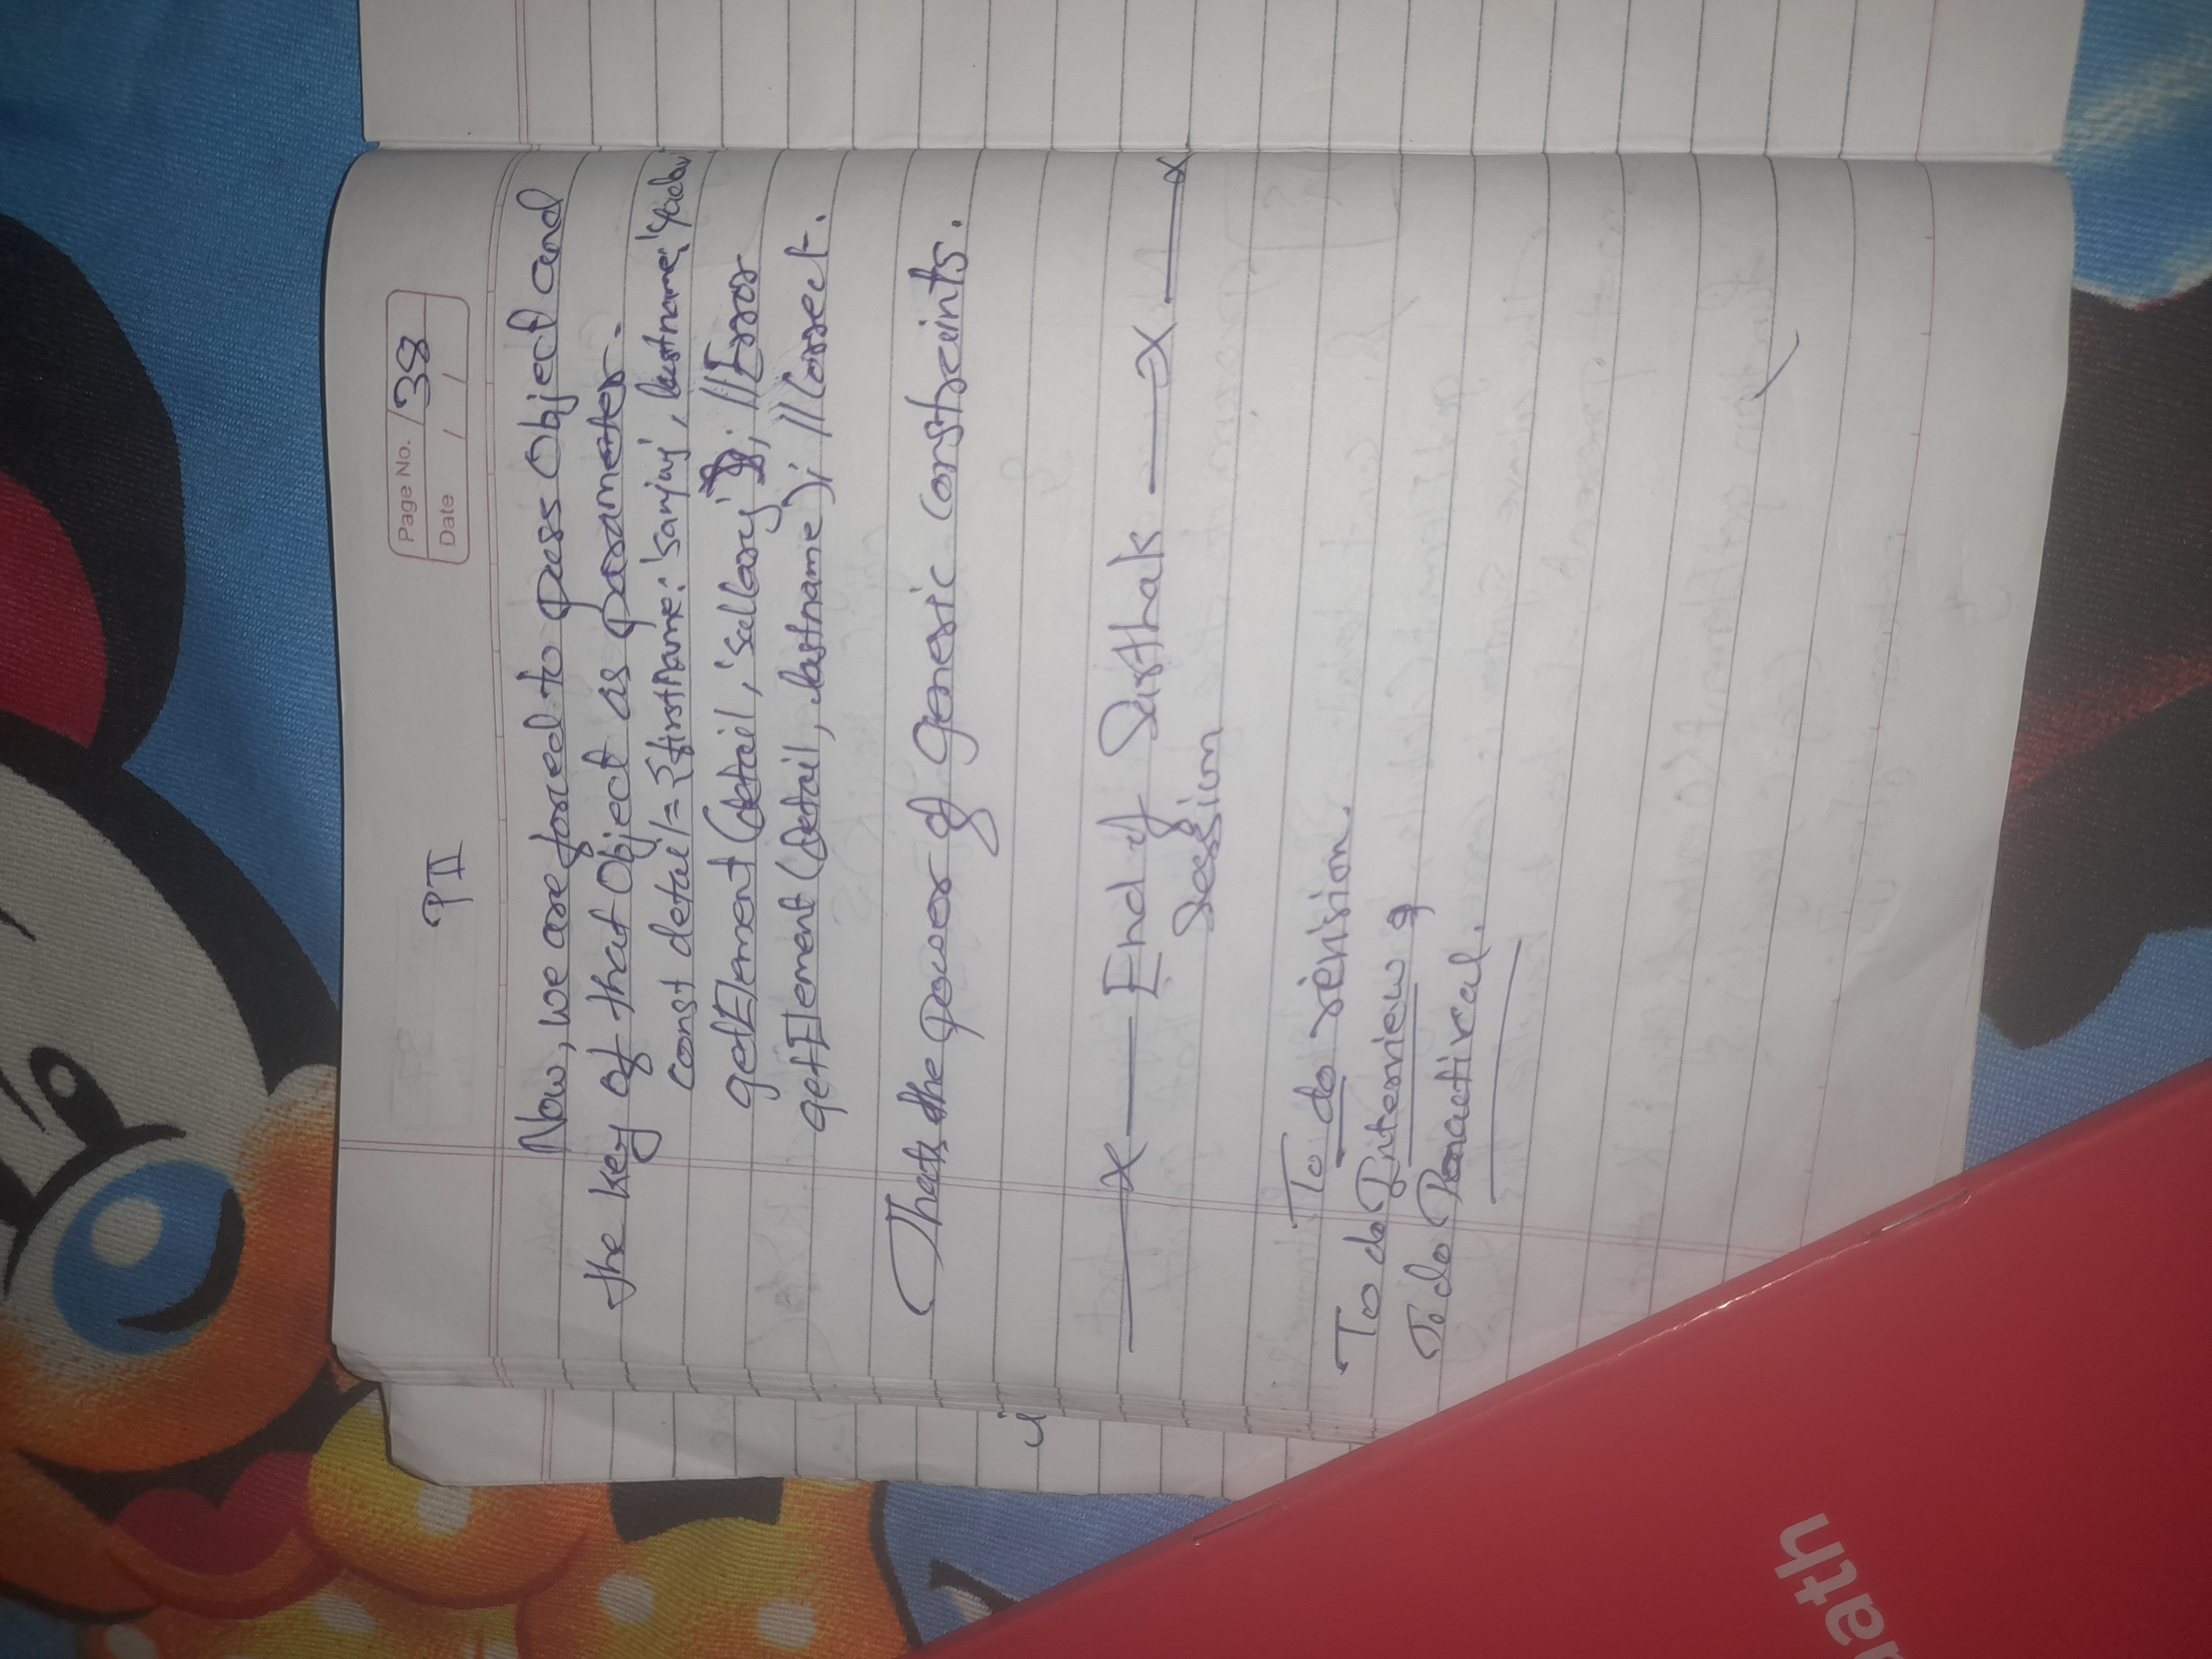 PII
Page No. 38
Date / /
Now, we are forced to pass Object and
the key of that Object as parameter.
const detail = {firstName: 'Sanjay', lastname: 'Yadav
getElement (detail, 'sallary'); //Error
getElement (detail, lastname); //Correct.
Thats the power of Generic constraints.
x End of Sarthak x x
Session
To do revision.
To do Interview
To do Practical.
aath